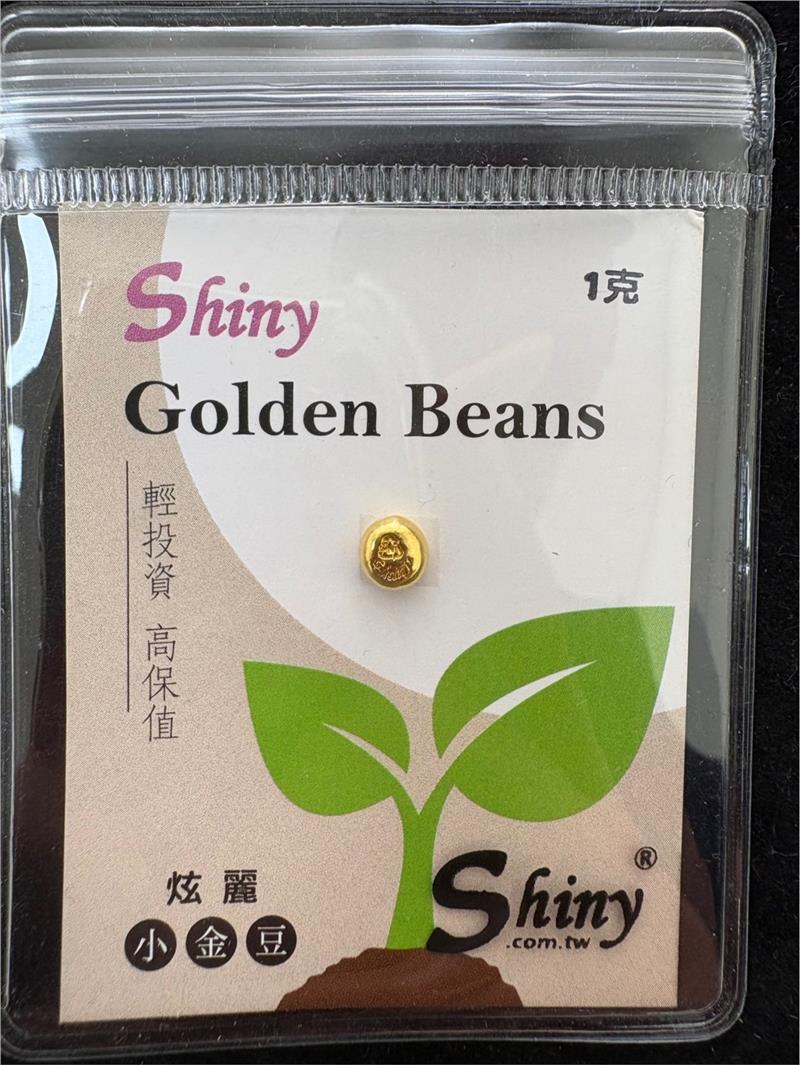 Shiny
1克
Golden Beans
輕投資 高保值
炫麗
小金豆
Shiny®
.com.tw